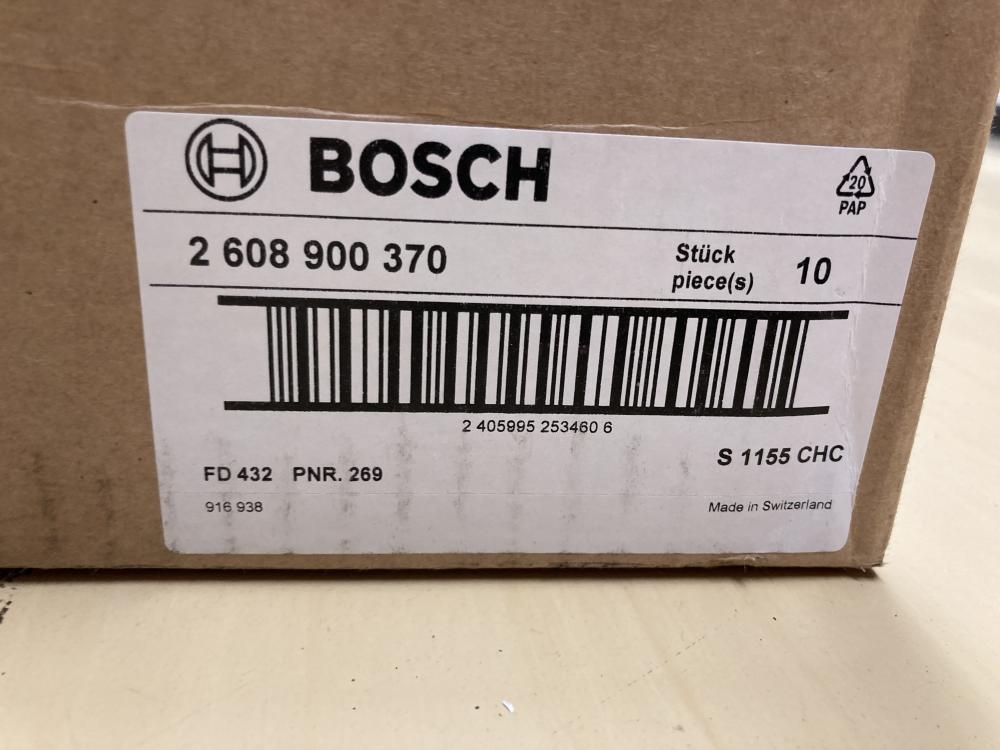 BOSCH
20
PAP
2 608 900 370
Stück
piece(s)
10
2 405995 253460 6
S 1155 CHC
FD 432 PNR. 269
916 938
Made in Switzerland